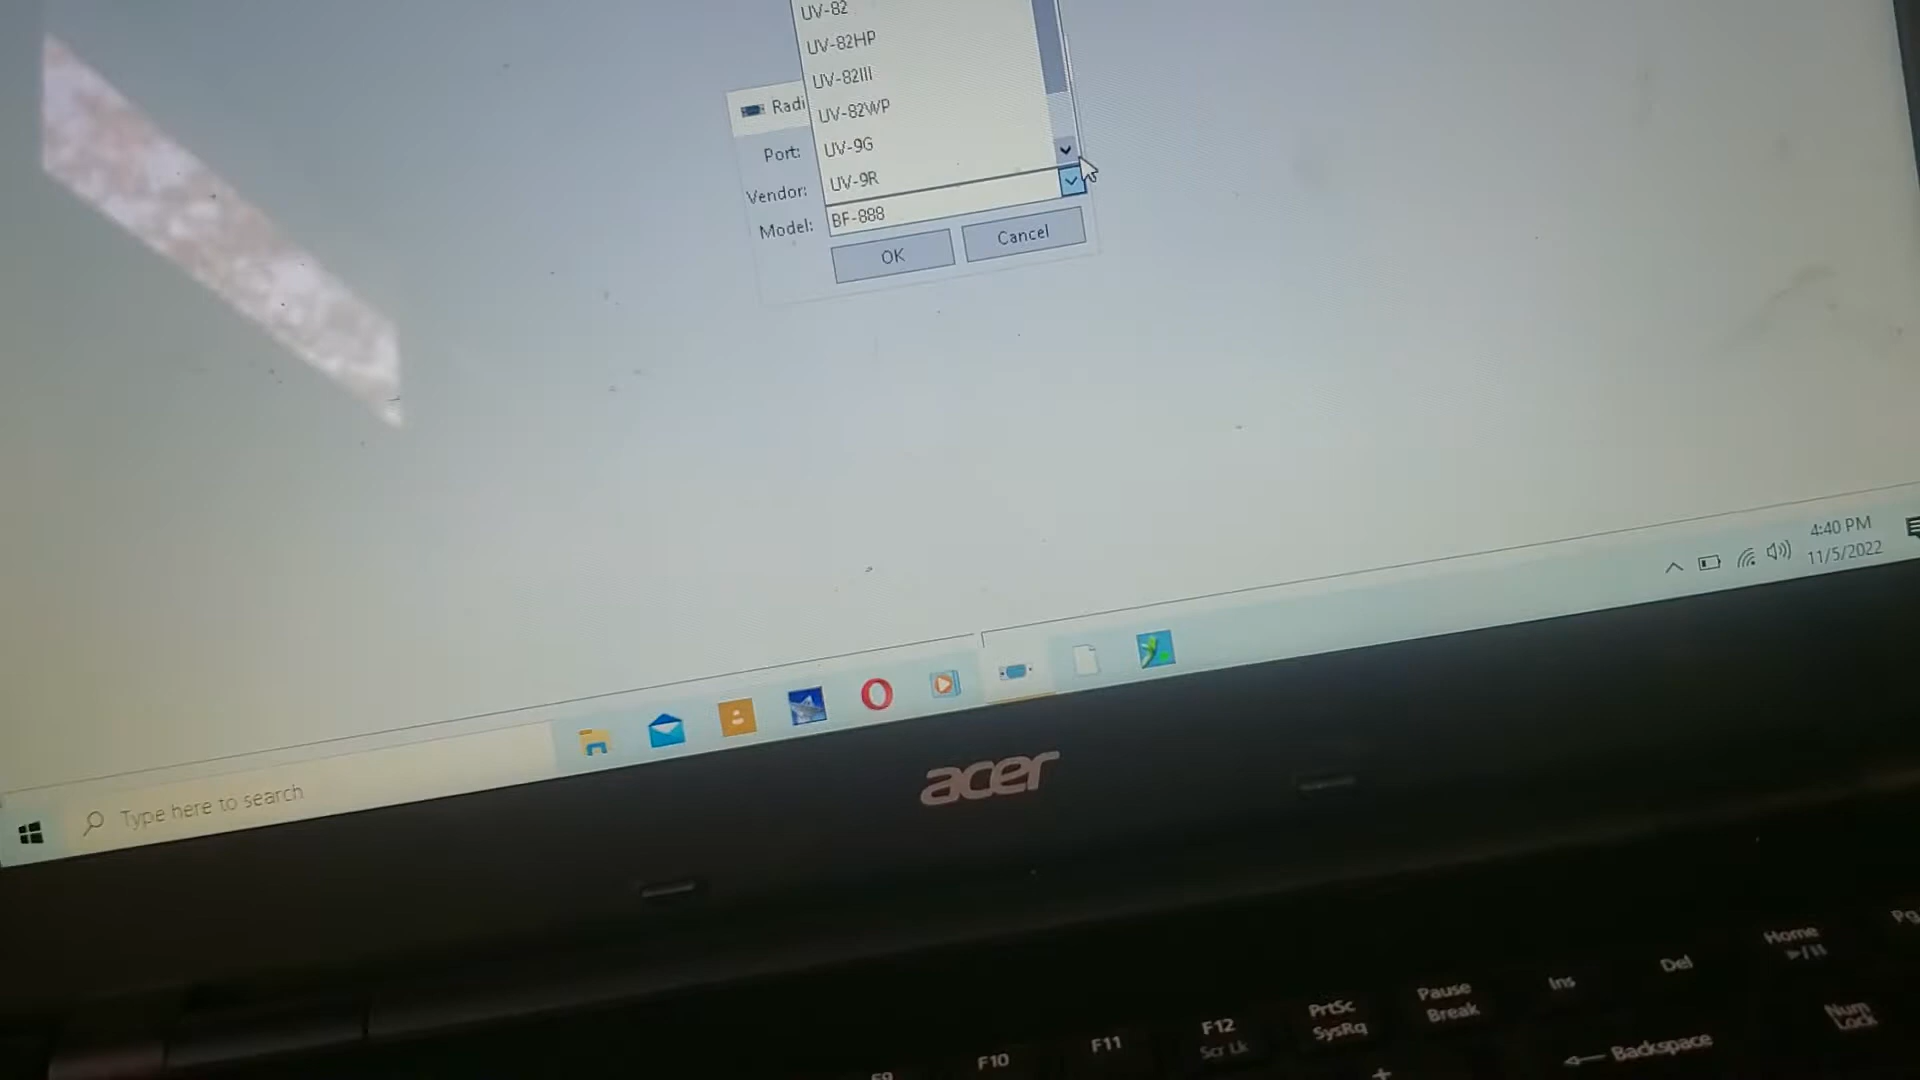 UV-82
UV-82HP
UV-82III
UV-82WP
UV-9G
UV-9R
Radi
Port:
Vendor:
Model:
BF-888
OK
Cancel
4:40 PM
11/5/2022
Type here to search
acer
Home
Pg
Del
Ins
Pause
Break
PrtSc
SysRq
F12
Scr Lk
F11
F10
F9
Num
Lock
Backspace
+